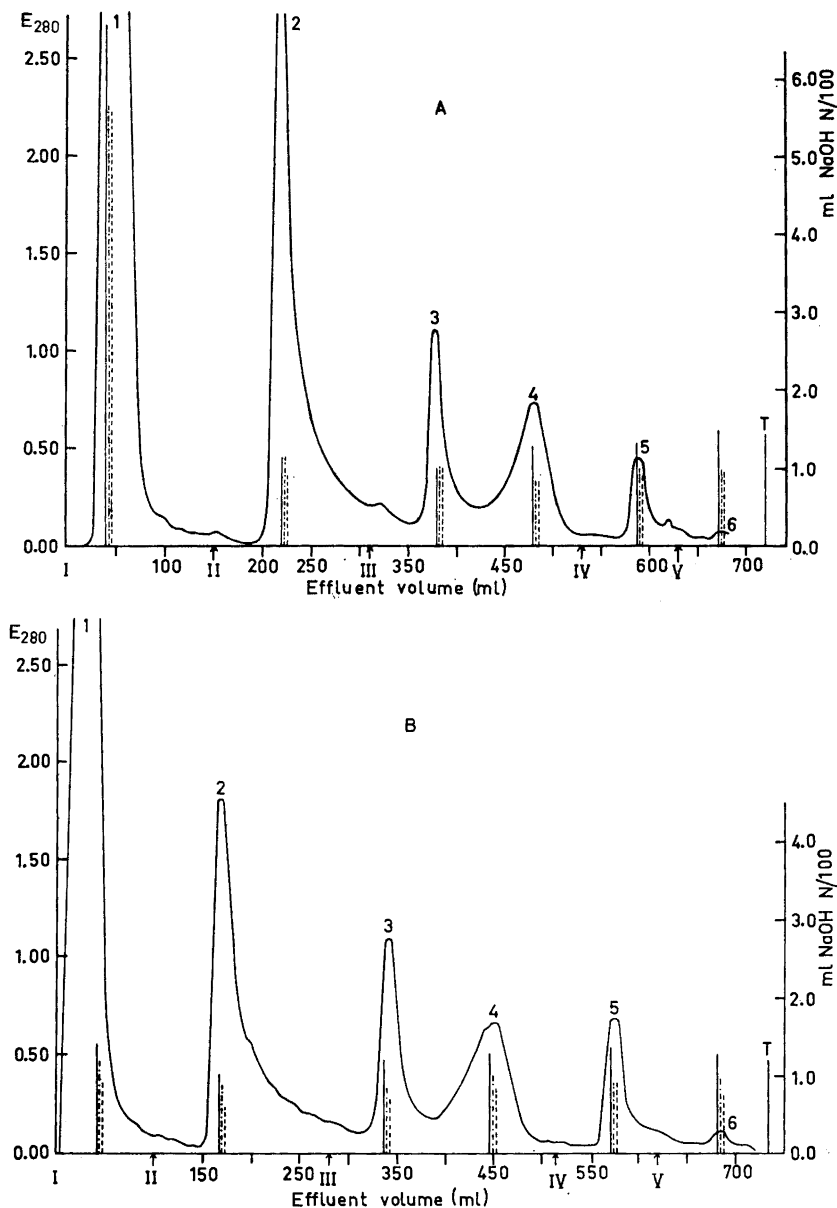 E280
1
2
2.50
6.0
A
2.00
5.0
1.50
4.0
3
3.0
1.00
4
2.0
0.50
5
T
1.0
6
0.00
0.0
ml NaOH N/100
I
100
II
200
250
III
350
450
IV
600
V
700
Effluent volume (ml)
E280
1
2.50
B
2.00
2
4.0
1.50
3
3.0
1.00
4
5
2.0
0.50
T
1.0
6
0.00
0.0
ml NaOH N/100
I
II
150
250
III
350
450
IV
550
V
700
Effluent volume (ml)